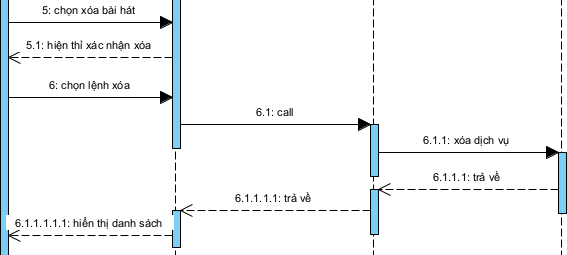 5: chọn xóa bài hát
5.1: hiện thỉ xác nhận xóa
6: chọn lệnh xóa
6.1: call
6.1.1: xóa dịch vụ
6.1.1.1: trả về
6.1.1.1.1: trả về
6.1.1.1.1.1: hiển thị danh sách